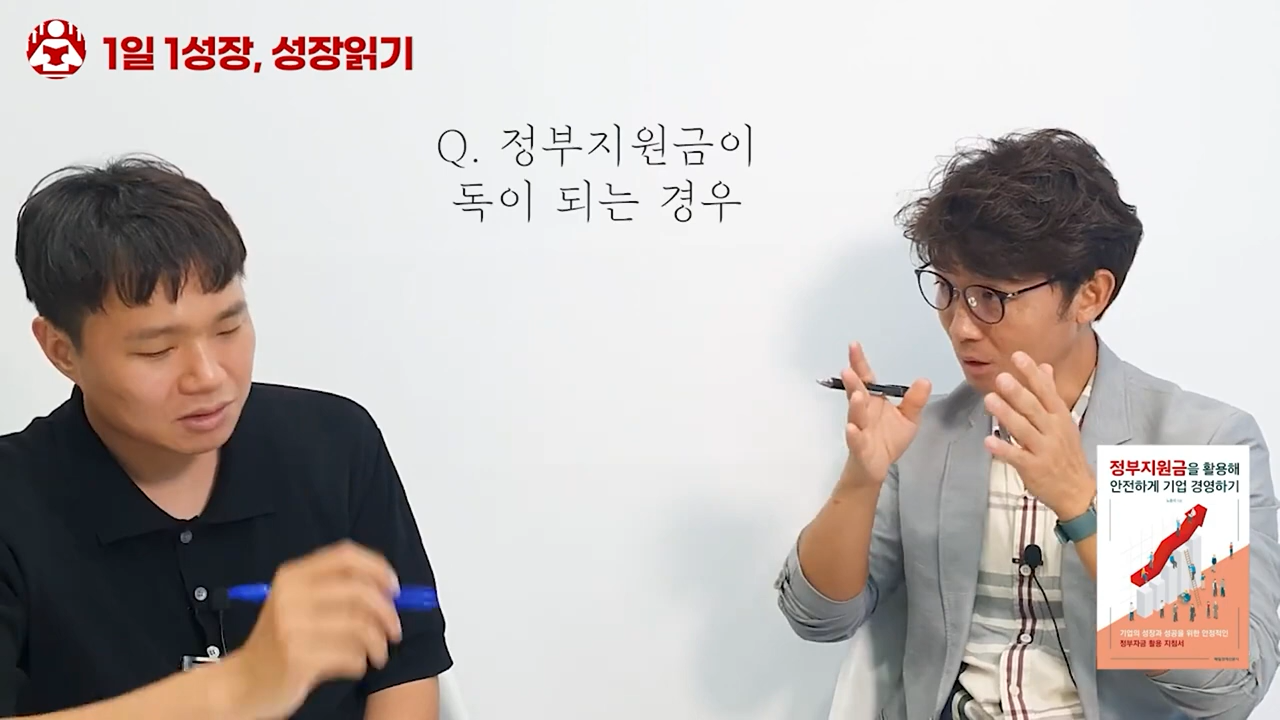 1일 1성장, 성장읽기
Q. 정부지원금이
독이 되는 경우
정부지원금을 활용해
안전하게 기업 경영하기
기업의 성장과 성공을 위한 안정적인
정부자금 활용 지침서